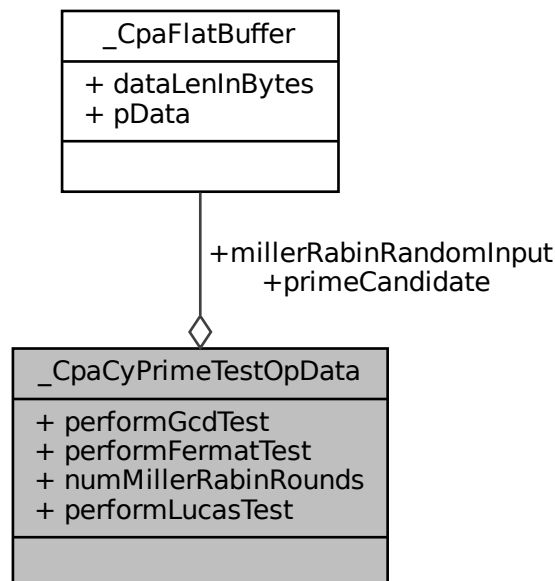 _CpaFlatBuffer
+ dataLenInBytes
+ pData
+millerRabinRandomInput
+primeCandidate
_CpaCyPrimeTestOpData
+ performGcdTest
+ performFermatTest
+ numMillerRabinRounds
+ performLucasTest